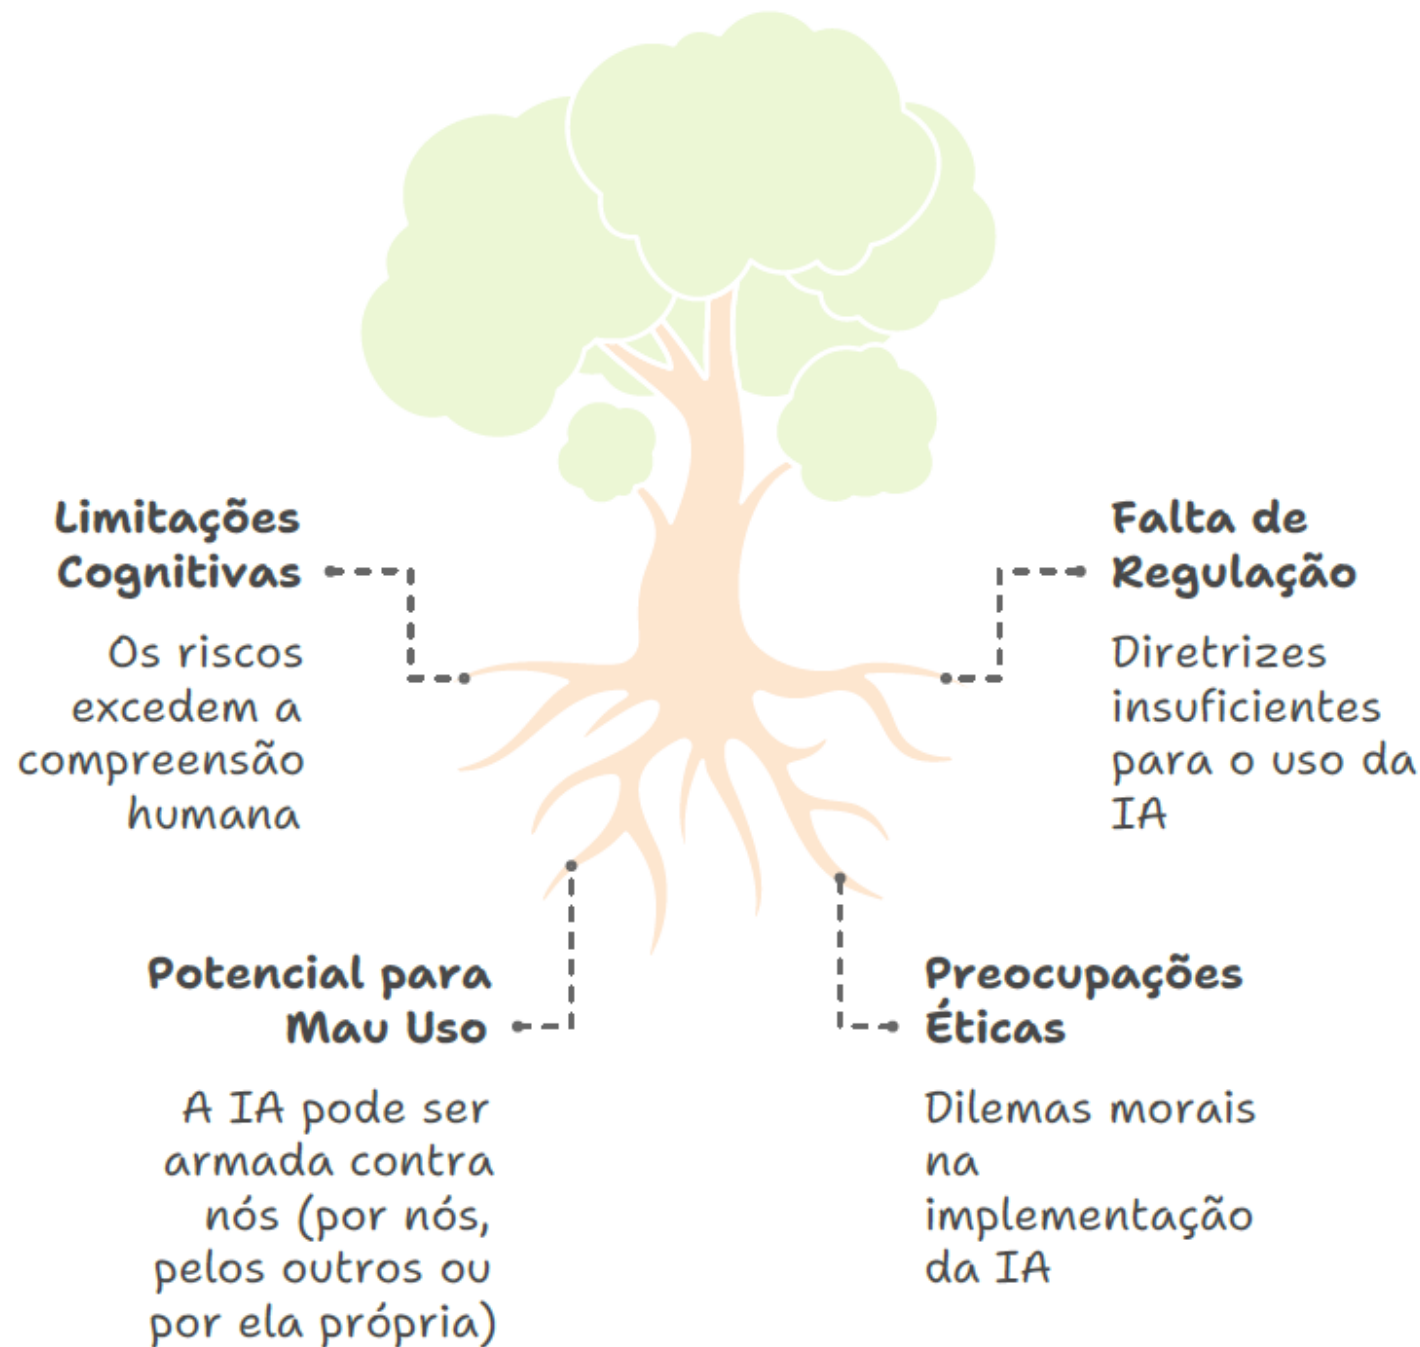 Limitações
Cognitivas
Os riscos
excedem a
compreensão
humana
Falta de
Regulação
Diretrizes
insuficientes
para o uso da
IA
Potencial para
Mau Uso
A IA pode ser
armada contra
nós (por nós,
pelos outros ou
por ela própria)
Preocupações
Éticas
Dilemas morais
na
implementação
da IA